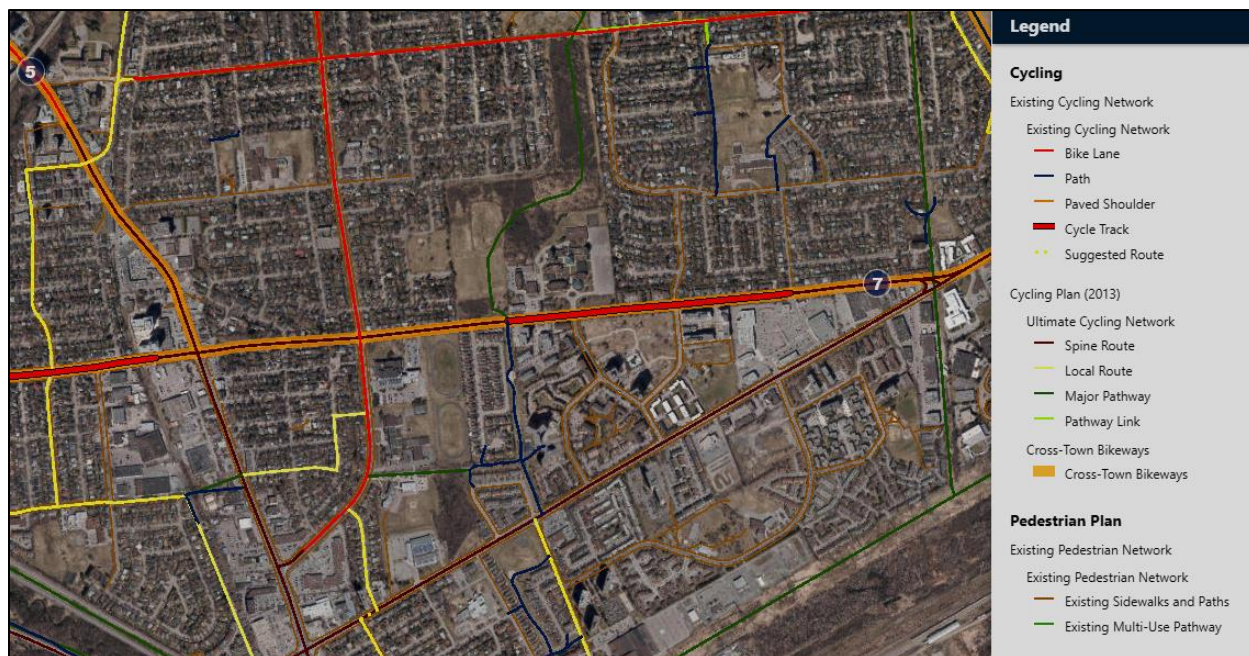 5
7
Legend
Cycling
Existing Cycling Network
Existing Cycling Network
Bike Lane
Path
Paved Shoulder
Cycle Track
Suggested Route
Cycling Plan (2013)
Ultimate Cycling Network
Spine Route
Local Route
Major Pathway
Pathway Link
Cross-Town Bikeways
Cross-Town Bikeways
Pedestrian Plan
Existing Pedestrian Network
Existing Pedestrian Network
Existing Sidewalks and Paths
Existing Multi-Use Pathway